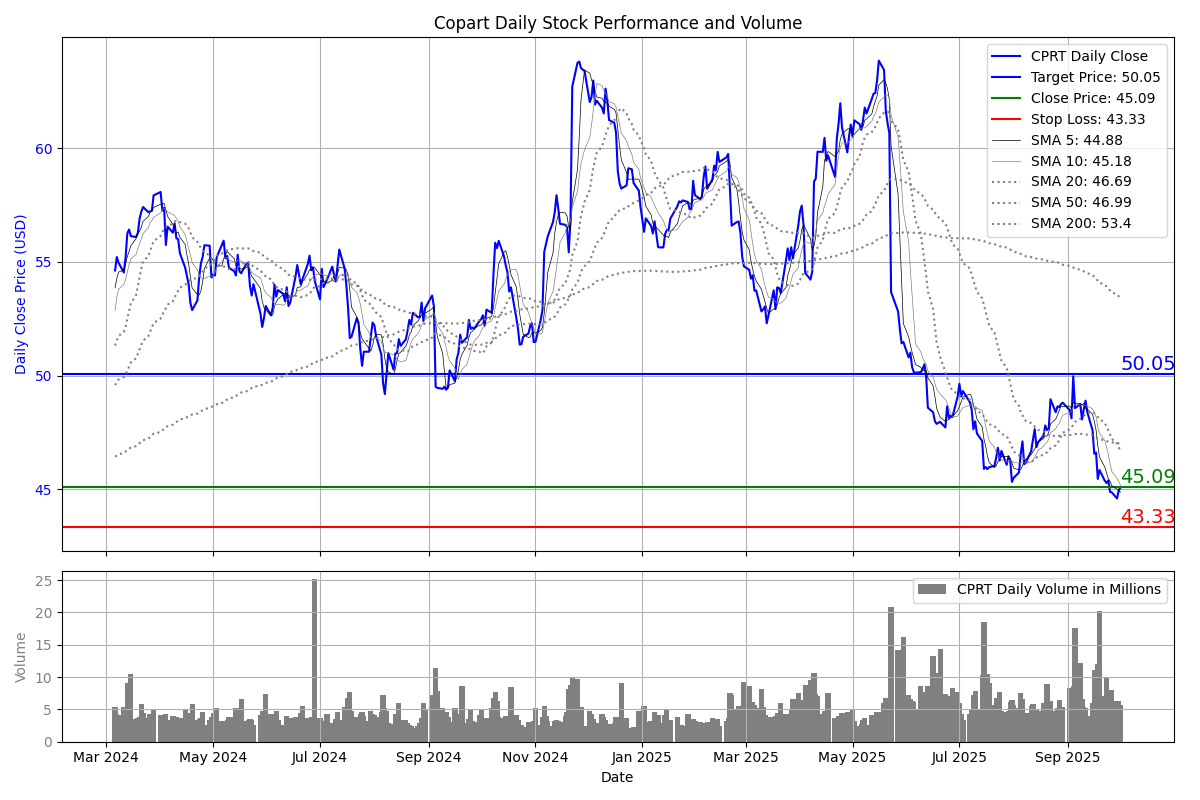 Copart Daily Stock Performance and Volume
CPRT Daily Close
Target Price: 50.05
Close Price: 45.09
Stop Loss: 43.33
SMA 5: 44.88
SMA 10: 45.18
SMA 20: 46.69
SMA 50: 46.99
SMA 200: 53.4
Daily Close Price (USD)
60
55
50
45
50.05
45.09
43.33
CPRT Daily Volume in Millions
Volume
25
20
15
10
5
0
Mar 2024
May 2024
Jul 2024
Sep 2024
Nov 2024
Jan 2025
Mar 2025
May 2025
Jul 2025
Sep 2025
Date